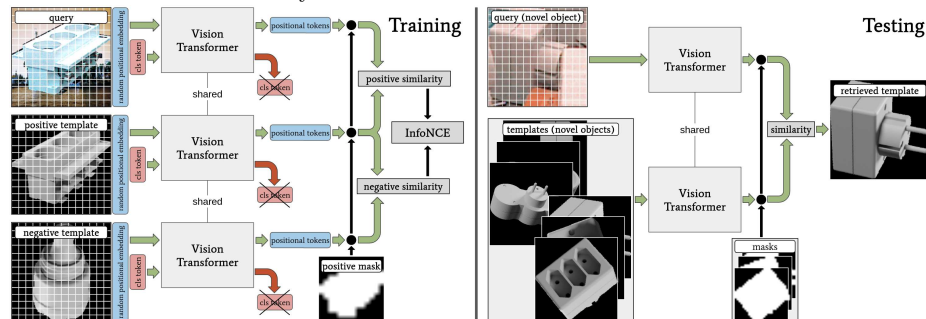 Training
query
random positional embedding
cls token
Vision
Transformer
positional tokens
cls token
shared
positive similarity
InfoNCE
positive template
random positional embedding
cls token
Vision
Transformer
positional tokens
cls token
shared
negative similarity
negative template
random positional embedding
cls token
Vision
Transformer
positional tokens
cls token
positive mask
Testing
query (novel object)
Vision
Transformer
shared
templates (novel objects)
Vision
Transformer
similarity
retrieved template
masks